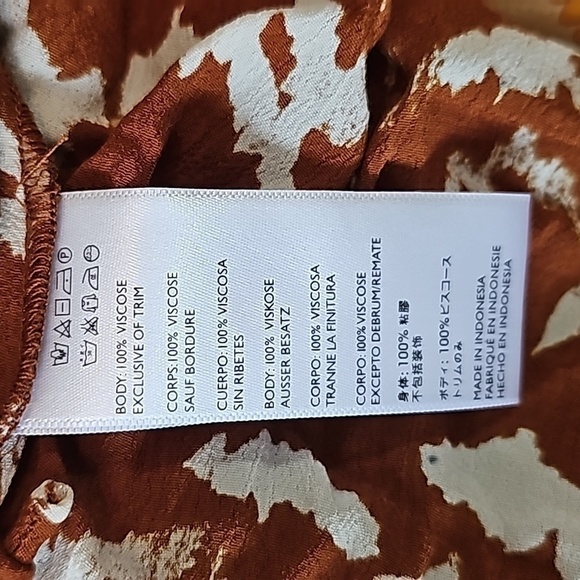 BODY: 100% VISCOSE
EXCLUSIVE OF TRIM
CORPS: 100% VISCOSE
SAUF BORDURE
CUERPO: 100% VISCOSA
SIN RIBETES
BODY: 100% VISKOSE
AUSSER BESATZ
CORPO: 100% VISCOSA
TRANNE LA FINITURA
CORPO: 100% VISCOSE
EXCEPTO DEBRUM/REMATE
身体: 100% 粘膠
不包括装饰
ボディ: 100% ビスコース
トリムのみ
MADE IN INDONESIA
FABRIQUÉ EN INDONESIE
HECHO EN INDONESIA